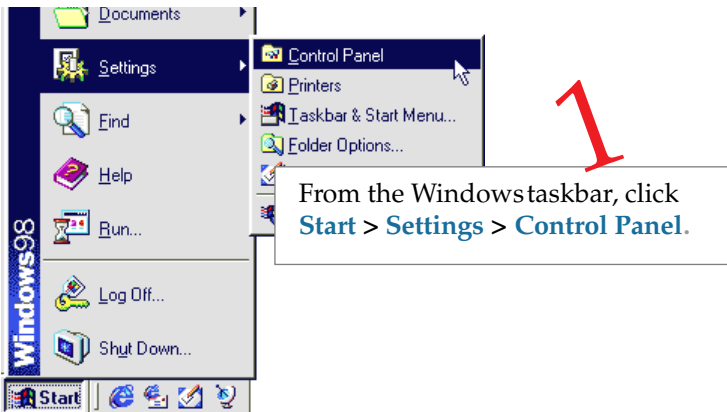 Documents
Settings
Find
Help
Run...
Log Off...
Shut Down...
Windows98
Start
Control Panel
Printers
Taskbar & Start Menu...
Folder Options...
1
From the Windows taskbar, click
Start > Settings > Control Panel.